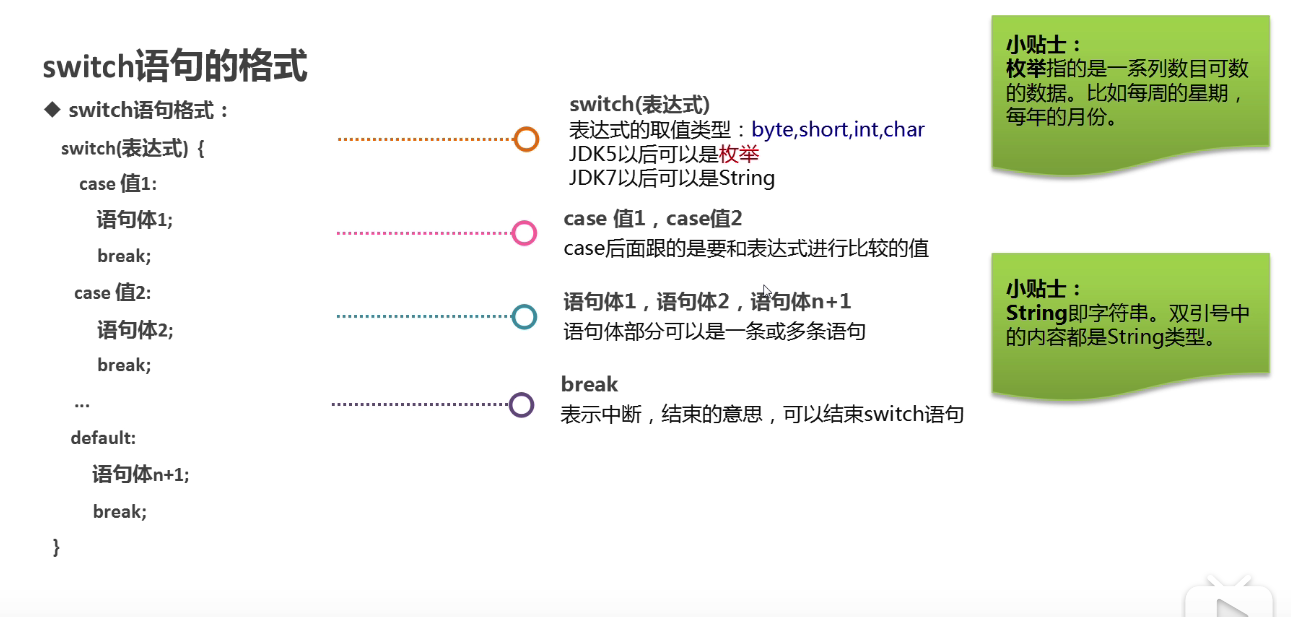 switch语句的格式
◆ switch语句格式：
switch(表达式) {
case 值1:
语句体1;
break;
case 值2:
语句体2;
break;
...
default:
语句体n+1;
break;
}
switch(表达式)
表达式的取值类型：byte,short,int,char
JDK5以后可以是枚举
JDK7以后可以是String
case 值1，case值2
case后面跟的是要和表达式进行比较的值
语句体1，语句体2，语句体n+1
语句体部分可以是一条或多条语句
break
表示中断，结束的意思，可以结束switch语句
小贴士：
枚举指的是一系列数目可数
的数据。比如每周的星期，
每年的月份。
小贴士：
String即字符串。双引号中
的内容都是String类型。